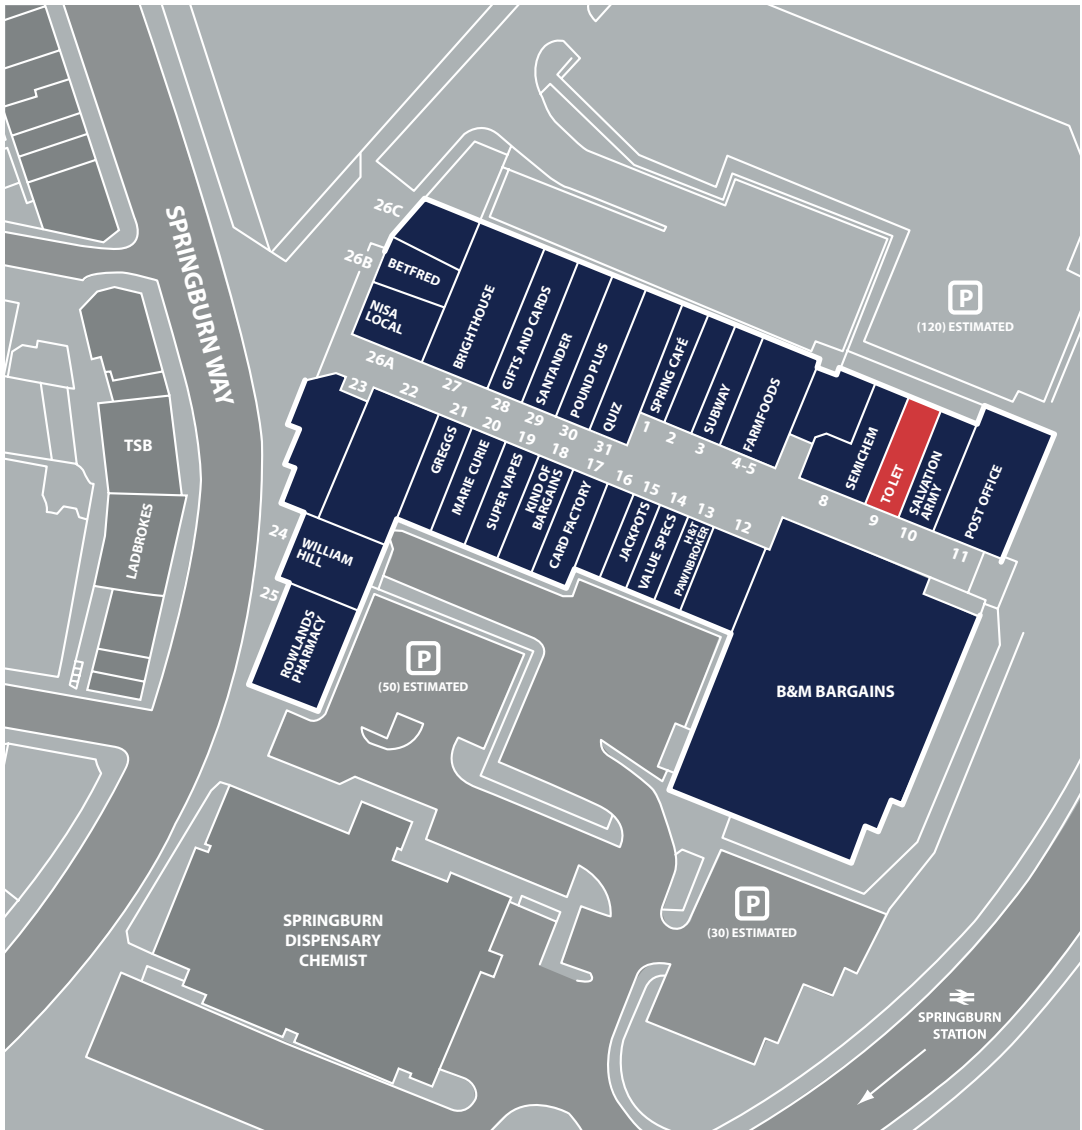 SPRINGBURN WAY
26C
26B
BETFRED
NISA
LOCAL
26A
BRIGHTHOUSE
27
GIFTS AND CARDS
28
SANTANDER
29
POUND PLUS
30
QUIZ
31
SPRING CAFÉ
1
2
SUBWAY
3
FARMFOODS
4-5
P
(120) ESTIMATED
8
SEMICHEM
TO LET
9
SALVATION
ARMY
10
POST OFFICE
11
23
22
21
GREGGS
20
MARIE CURIE
19
SUPER VAPES
18
KIND OF
BARGAINS
17
CARD FACTORY
16
15
JACKPOTS
14
VALUE SPECS
13
H&T
PAWNBROKER
12
24
WILLIAM
HILL
25
ROWLANDS
PHARMACY
TSB
LADBROKES
P
(50) ESTIMATED
B&M BARGAINS
P
(30) ESTIMATED
SPRINGBURN
DISPENSARY
CHEMIST
SPRINGBURN
STATION